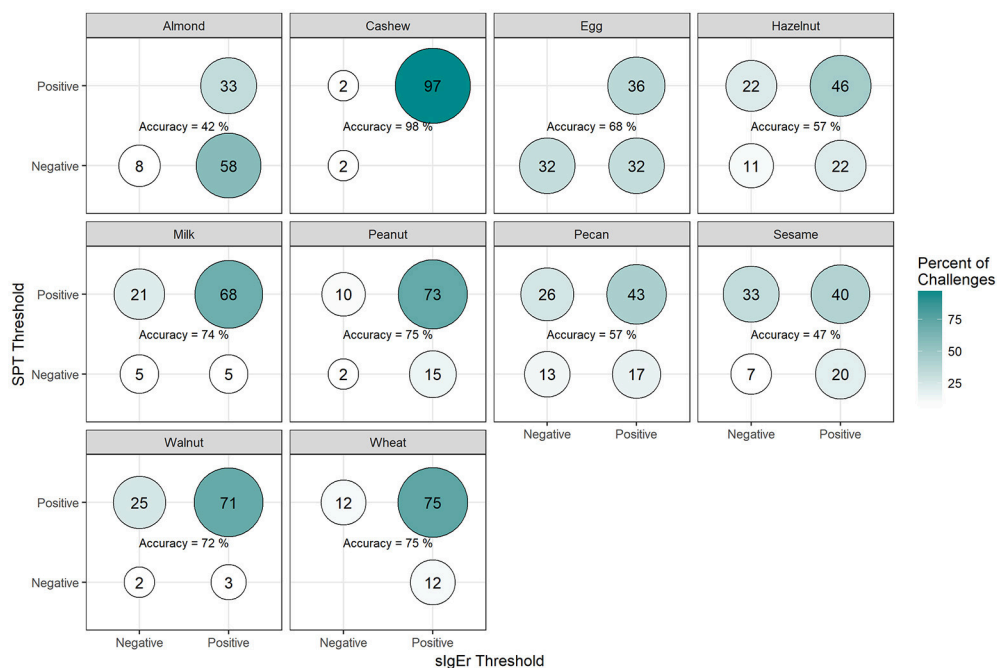 Almond
Cashew
Egg
Hazelnut
Positive
33
2
97
36
22
46
Accuracy = 42 %
Accuracy = 98 %
Accuracy = 68 %
Accuracy = 57 %
Negative
8
58
2
32
32
11
22
Milk
Peanut
Pecan
Sesame
Positive
21
68
10
73
26
43
33
40
Accuracy = 74 %
Accuracy = 75 %
Accuracy = 57 %
Accuracy = 47 %
Negative
5
5
2
15
13
17
7
20
Negative
Positive
Negative
Positive
Walnut
Wheat
Positive
25
71
12
75
Accuracy = 72 %
Accuracy = 75 %
Negative
2
3
12
Negative
Positive
Negative
Positive
sIgEr Threshold
SPT Threshold
Percent of
Challenges
75
50
25